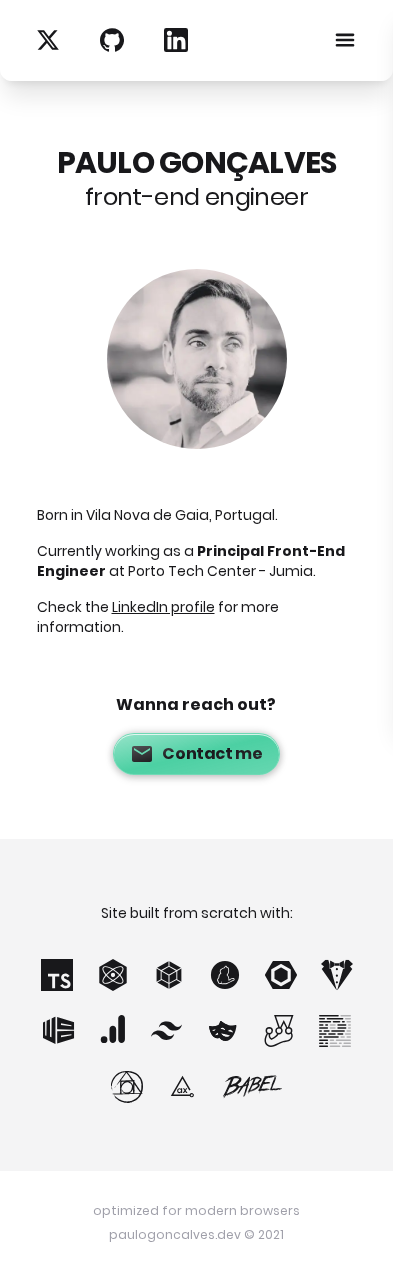 PAULO GONÇALVES
front-end engineer
Born in Vila Nova de Gaia, Portugal.
Currently working as a Principal Front-End
Engineer at Porto Tech Center - Jumia.
Check the LinkedIn profile for more
information.
Wanna reach out?
Contact me
Site built from scratch with:
TS
ax
BABEL
optimized for modern browsers
paulogoncalves.dev © 2021